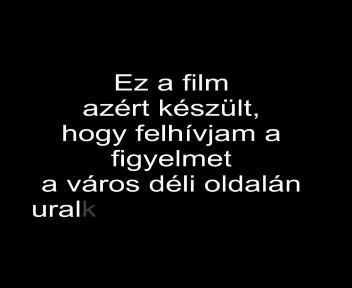 Ez a film
azért készült,
hogy felhívjam a
figyelmet
a város déli oldalán
uralk